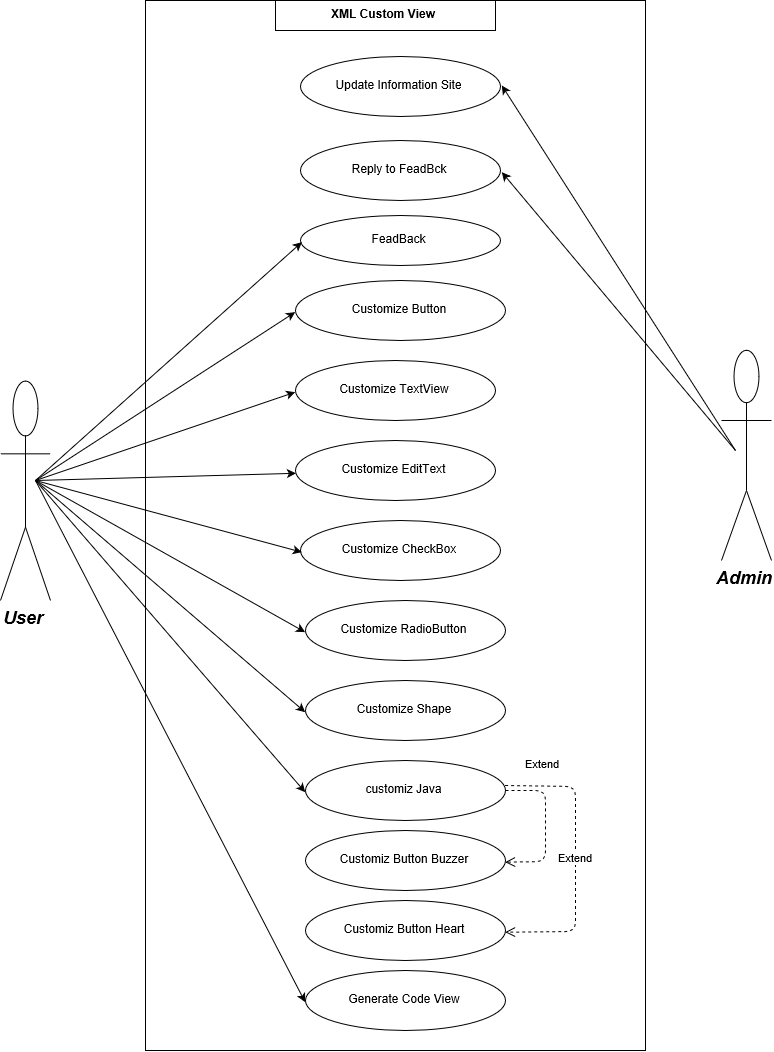 XML Custom View
Update Information Site
Reply to FeadBck
FeadBack
Customize Button
Customize TextView
Customize EditText
Customize CheckBox
Admin
User
Customize RadioButton
Customize Shape
Extend
customiz Java
Customiz Button Buzzer
Extend
Customiz Button Heart
Generate Code View